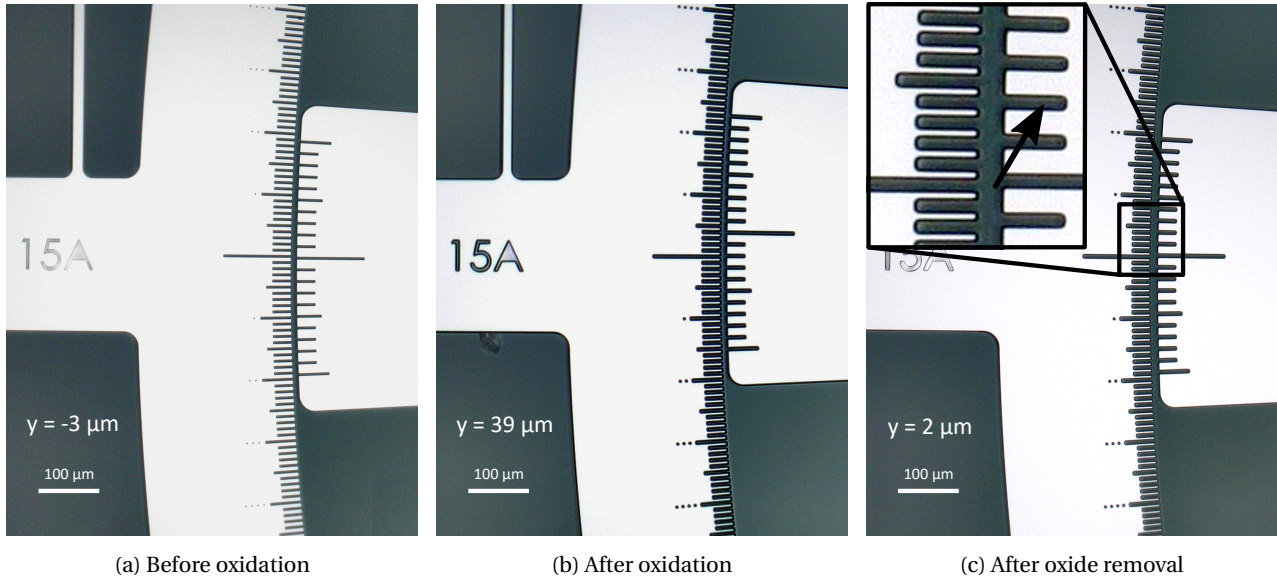 15A
y = -3 µm
100 µm
15A
y = 39 µm
100 µm
15A
y = 2 µm
100 µm
(a) Before oxidation
(b) After oxidation
(c) After oxide removal